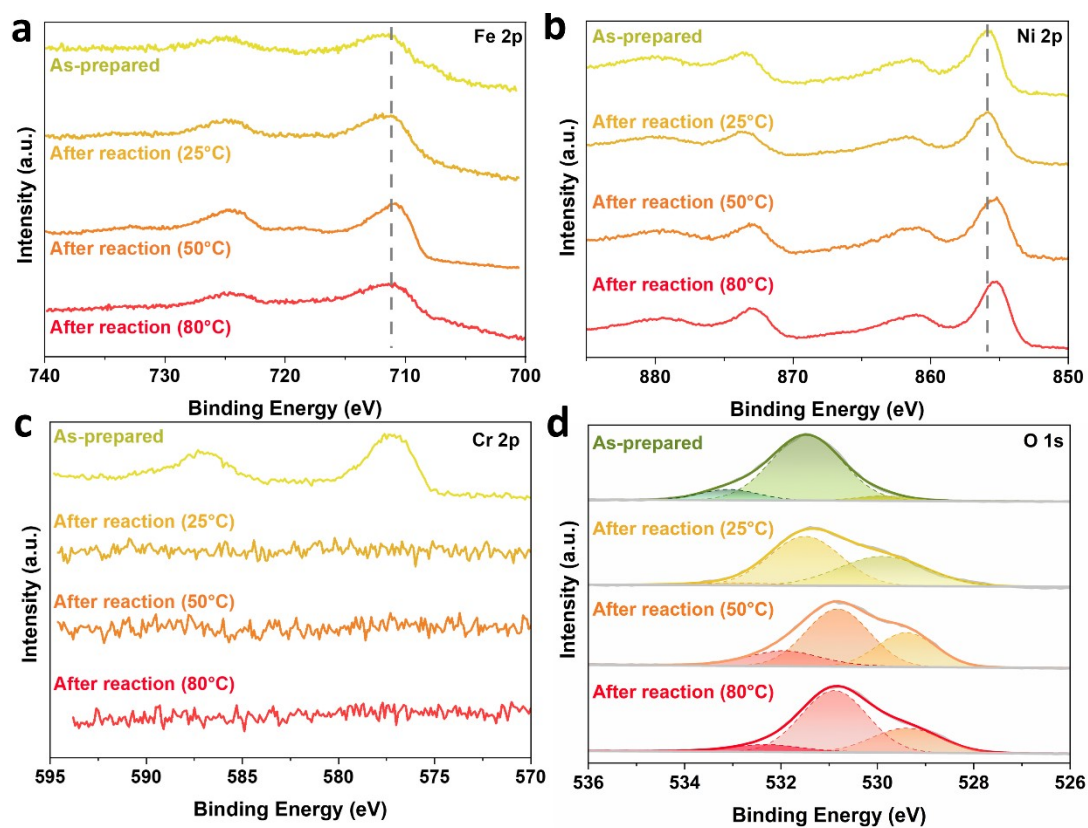 a
Fe 2p
As-prepared
After reaction (25°C)
After reaction (50°C)
After reaction (80°C)
Intensity (a.u.)
740 730 720 710 700
Binding Energy (eV)
b
Ni 2p
As-prepared
After reaction (25°C)
After reaction (50°C)
After reaction (80°C)
Intensity (a.u.)
880 870 860 850
Binding Energy (eV)
c
Cr 2p
As-prepared
After reaction (25°C)
After reaction (50°C)
After reaction (80°C)
Intensity (a.u.)
595 590 585 580 575 570
Binding Energy (eV)
d
O 1s
As-prepared
After reaction (25°C)
After reaction (50°C)
After reaction (80°C)
Intensity (a.u.)
536 534 532 530 528 526
Binding Energy (eV)